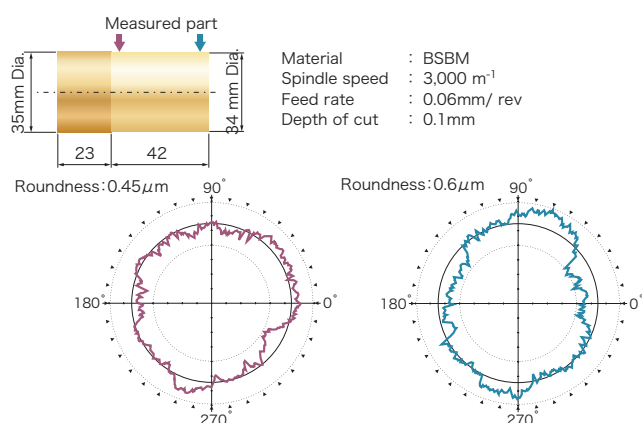 Measured part
35mm Dia.
34 mm Dia.
23
42
Material : BSBM
Spindle speed : 3,000 m⁻¹
Feed rate : 0.06mm/ rev
Depth of cut : 0.1mm
Roundness:0.45μm
90°
180°
0°
270°
Roundness:0.6μm
90°
180°
0°
270°